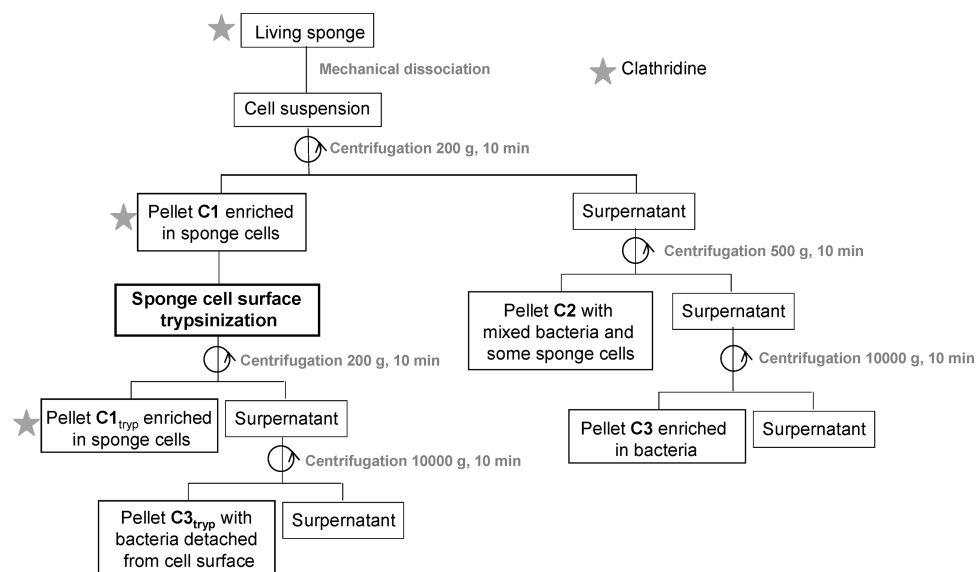 Living sponge
Mechanical dissociation
Clathridine
Cell suspension
Centrifugation 200 g, 10 min
Pellet C1 enriched
in sponge cells
Surpernatant
Centrifugation 500 g, 10 min
Sponge cell surface
trypsinization
Pellet C2 with
mixed bacteria and
some sponge cells
Surpernatant
Centrifugation 200 g, 10 min
Centrifugation 10000 g, 10 min
Pellet C1tryp enriched
in sponge cells
Surpernatant
Pellet C3 enriched
in bacteria
Surpernatant
Centrifugation 10000 g, 10 min
Pellet C3tryp with
bacteria detached
from cell surface
Surpernatant